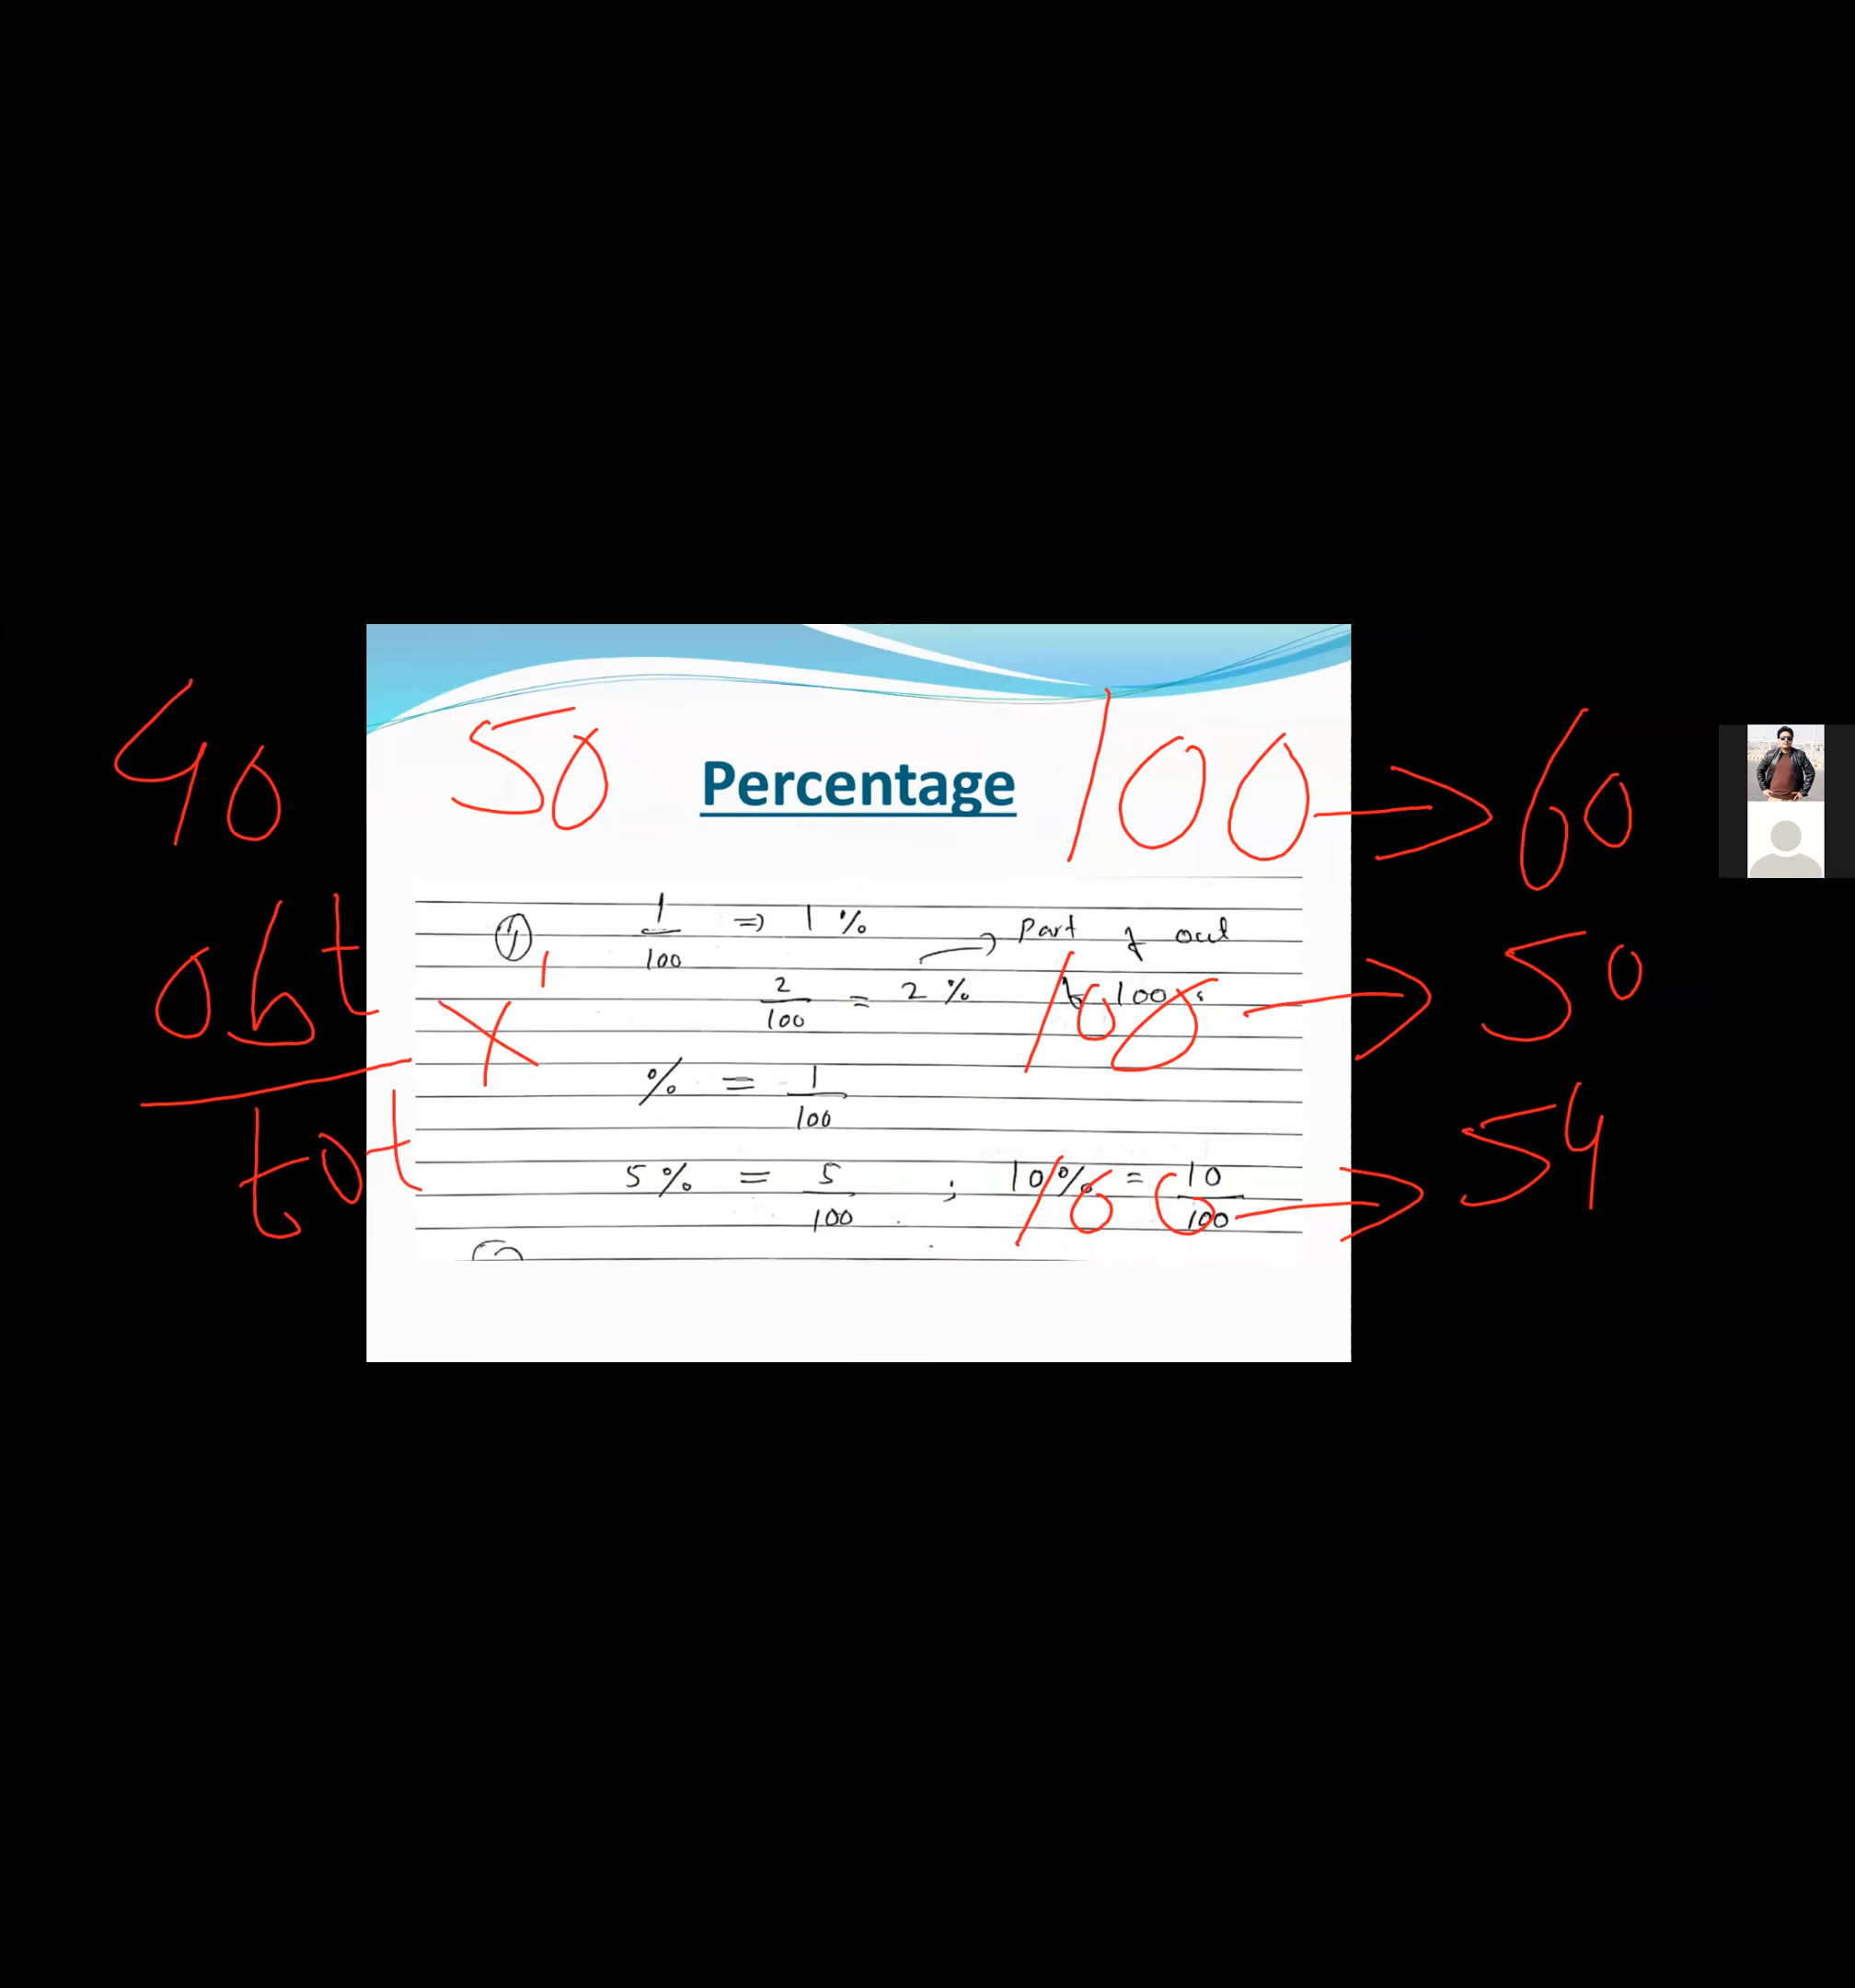 40 50 Percentage 100 → 60
① 1/100 ⇒ 1 % → Part of out
obt
2/100 = 2 % 100 100 → 50
X 1
% = 1/100
tot 54
5 % = 5/100 ; 10% = 10/100
100 →